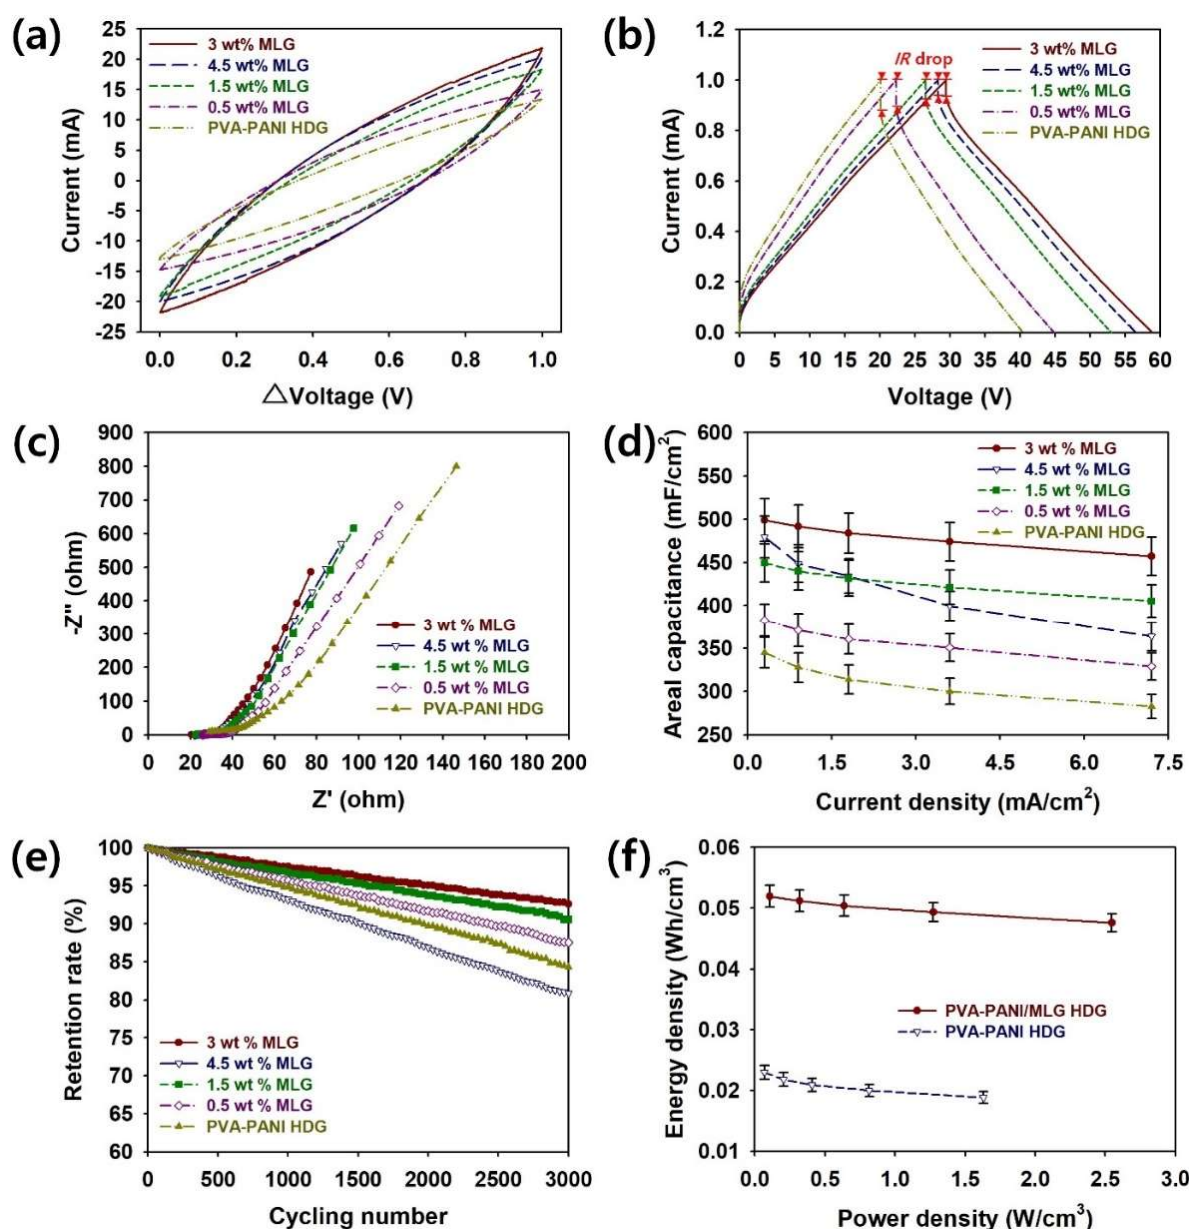 (a)
25
20
15
10
5
0
-5
-10
-15
-20
-25
Current (mA)
3 wt% MLG
4.5 wt% MLG
1.5 wt% MLG
0.5 wt% MLG
PVA-PANI HDG
0.0 0.2 0.4 0.6 0.8 1.0
△Voltage (V)
(b)
1.2
1.0
0.8
0.6
0.4
0.2
0.0
Current (mA)
IR drop
3 wt% MLG
4.5 wt% MLG
1.5 wt% MLG
0.5 wt% MLG
PVA-PANI HDG
0 5 10 15 20 25 30 35 40 45 50 55 60
Voltage (V)
(c)
900
800
700
600
500
400
300
200
100
0
-Z" (ohm)
3 wt % MLG
4.5 wt % MLG
1.5 wt % MLG
0.5 wt % MLG
PVA-PANI HDG
0 20 40 60 80 100 120 140 160 180 200
Z' (ohm)
(d)
600
550
500
450
400
350
300
250
Areal capacitance (mF/cm²)
3 wt % MLG
4.5 wt % MLG
1.5 wt % MLG
0.5 wt % MLG
PVA-PANI HDG
0.0 1.5 3.0 4.5 6.0 7.5
Current density (mA/cm²)
(e)
100
95
90
85
80
75
70
65
60
Retention rate (%)
3 wt % MLG
4.5 wt % MLG
1.5 wt % MLG
0.5 wt % MLG
PVA-PANI HDG
0 500 1000 1500 2000 2500 3000
Cycling number
(f)
0.06
0.05
0.04
0.03
0.02
0.01
Energy density (Wh/cm³)
PVA-PANI/MLG HDG
PVA-PANI HDG
0.0 0.5 1.0 1.5 2.0 2.5 3.0
Power density (W/cm³)